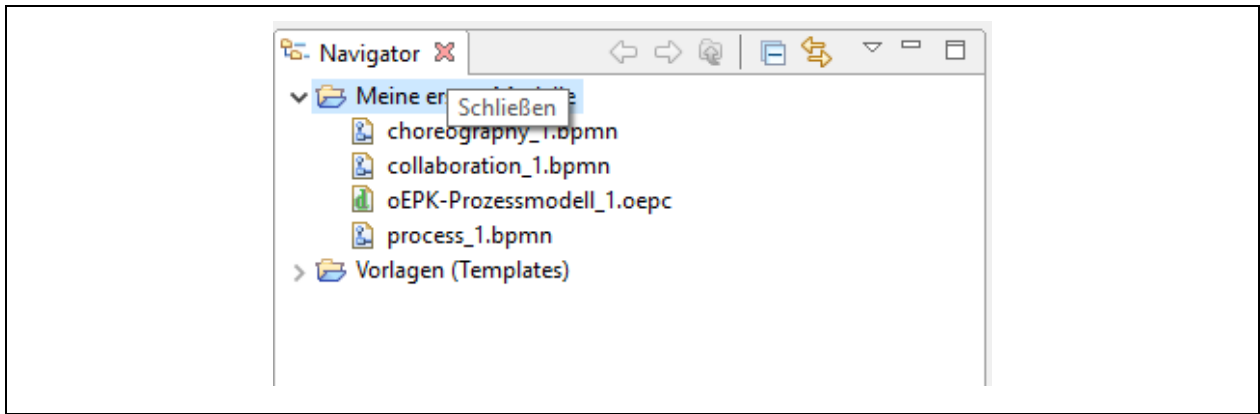 Navigator
Meine er
Schließen
choreography_1.bpmn
collaboration_1.bpmn
oEPK-Prozessmodell_1.oepc
process_1.bpmn
Vorlagen (Templates)